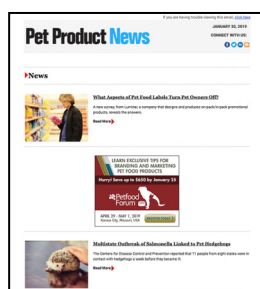 If you are having trouble viewing this email, click here
Pet Product News
JANUARY 30, 2019
CONNECT WITH US:
News
What Aspects of Pet Food Labels Turn Pet Owners Off?
A new survey, from Luminer, a company that designs and produces on-pack/in-pack promotional
products, reveals the answers.
Read More
LEARN EXCLUSIVE TIPS FOR
BRANDING AND MARKETING
PET FOOD PRODUCTS
Hurry! Save up to $650 by January 25
Petfood
Forum
APRIL 29 - MAY 1, 2019
Kansas City, Missouri, USA
Multistate Outbreak of Salmonella Linked to Pet Hedgehogs
The Centers for Disease Control and Prevention reported that 11 people from eight states were in
contact with hedgehogs a week before they became ill.
Read More